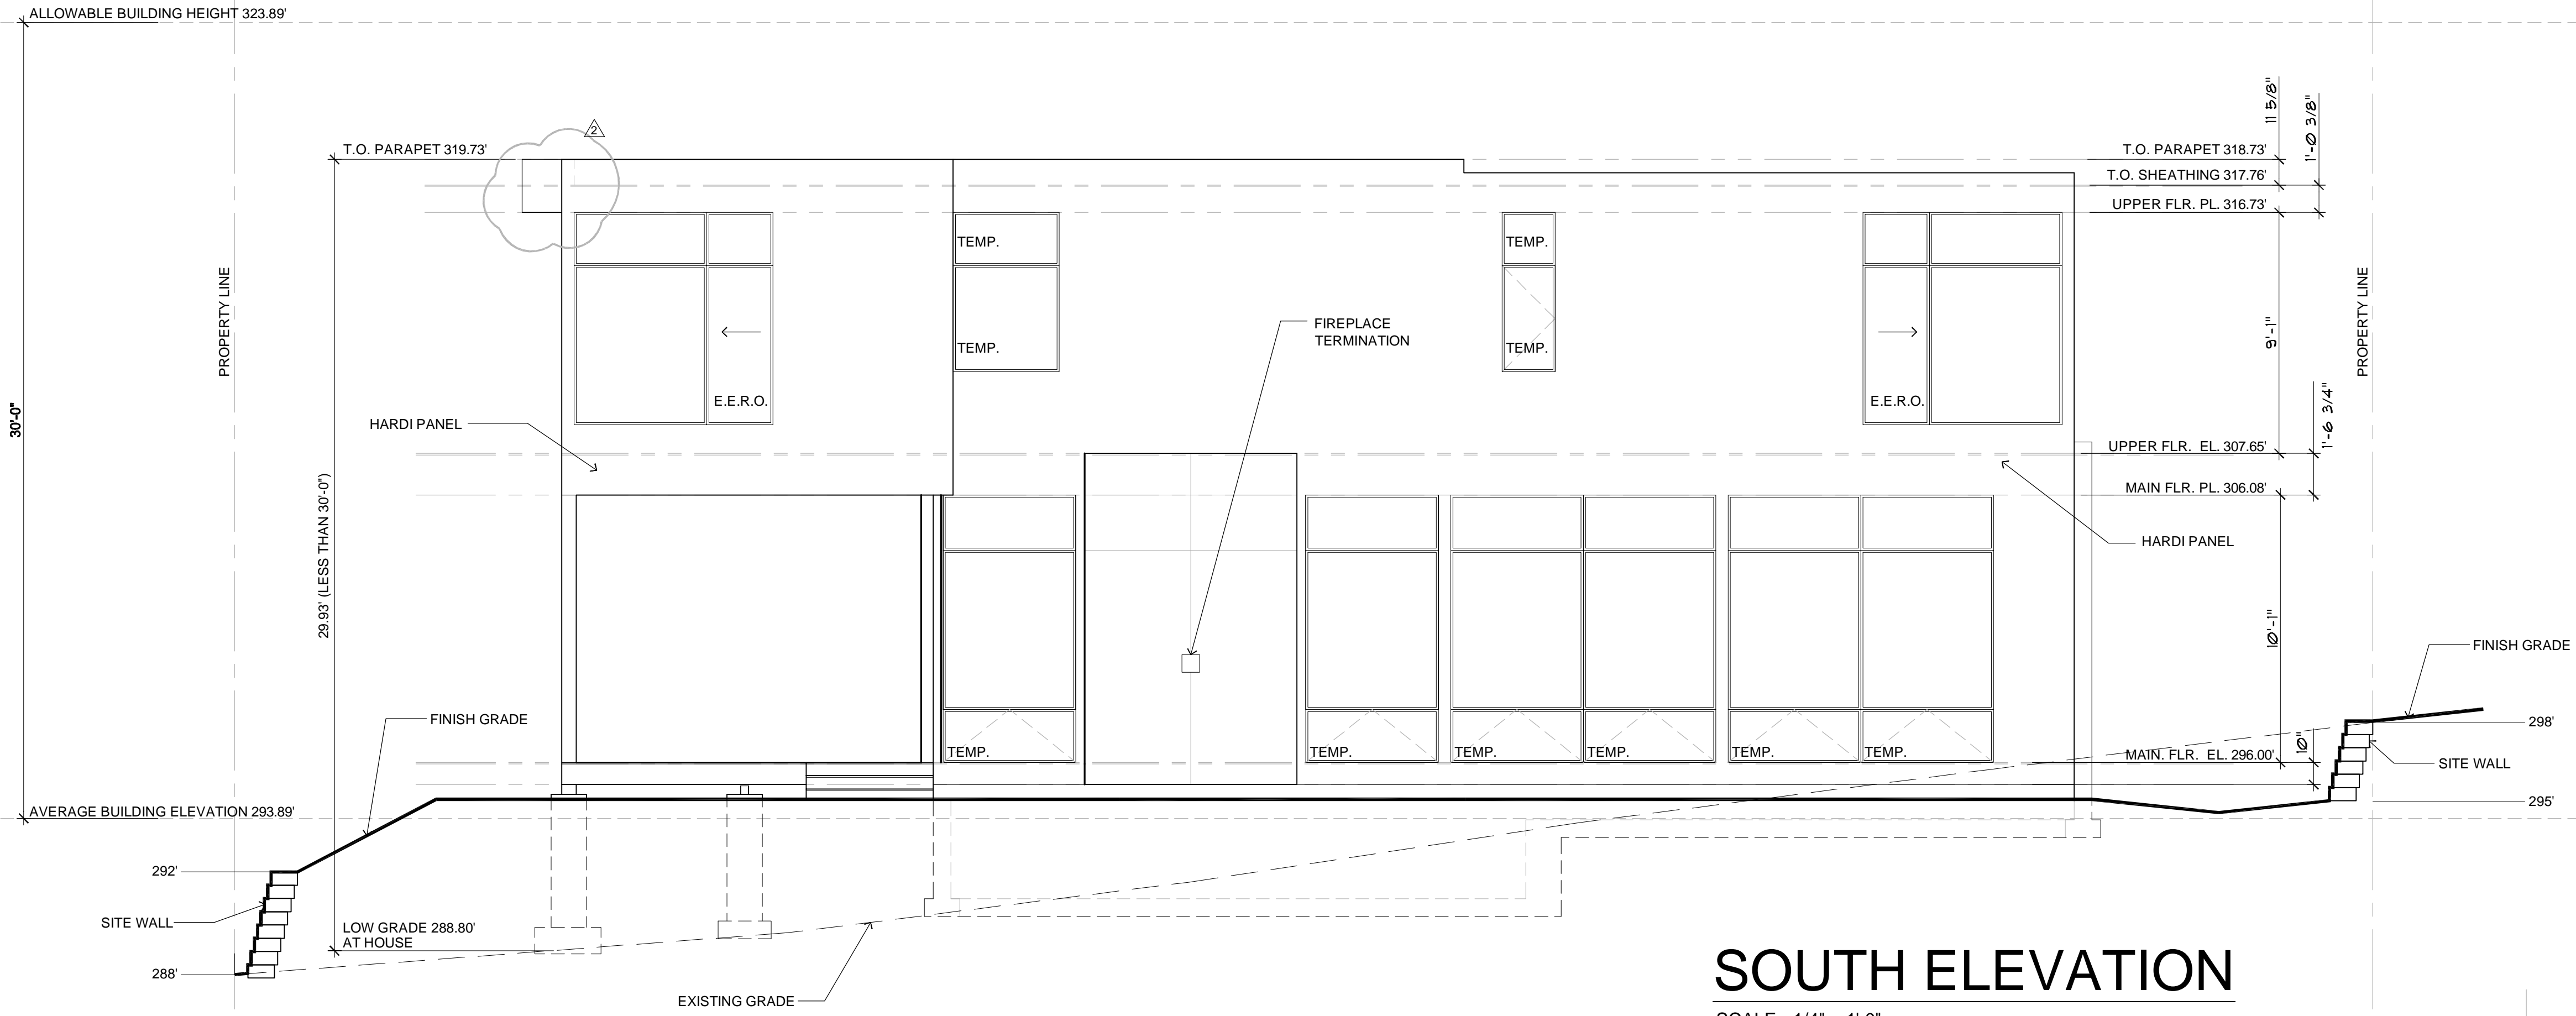 ALLOWABLE BUILDING HEIGHT 323.89'
11 5/8"
1'-0 3/8"
2
T.O. PARAPET 319.73'
T.O. PARAPET 318.73'
T.O. SHEATHING 317.76'
UPPER FLR. PL. 316.73'
TEMP.
TEMP.
PROPERTY LINE
PROPERTY LINE
FIREPLACE
TERMINATION
9'-1"
TEMP.
TEMP.
E.E.R.O.
E.E.R.O.
30'-0"
HARDI PANEL
1'-6 3/4"
UPPER FLR. EL. 307.65'
MAIN FLR. PL. 306.08'
29.93' (LESS THAN 30'-0")
HARDI PANEL
10'-1"
FINISH GRADE
FINISH GRADE
298'
TEMP.
TEMP.
TEMP.
TEMP.
TEMP.
TEMP.
MAIN. FLR. EL. 296.00'
10"
SITE WALL
AVERAGE BUILDING ELEVATION 293.89'
295'
292'
SITE WALL
LOW GRADE 288.80'
AT HOUSE
288'
EXISTING GRADE
SOUTH ELEVATION